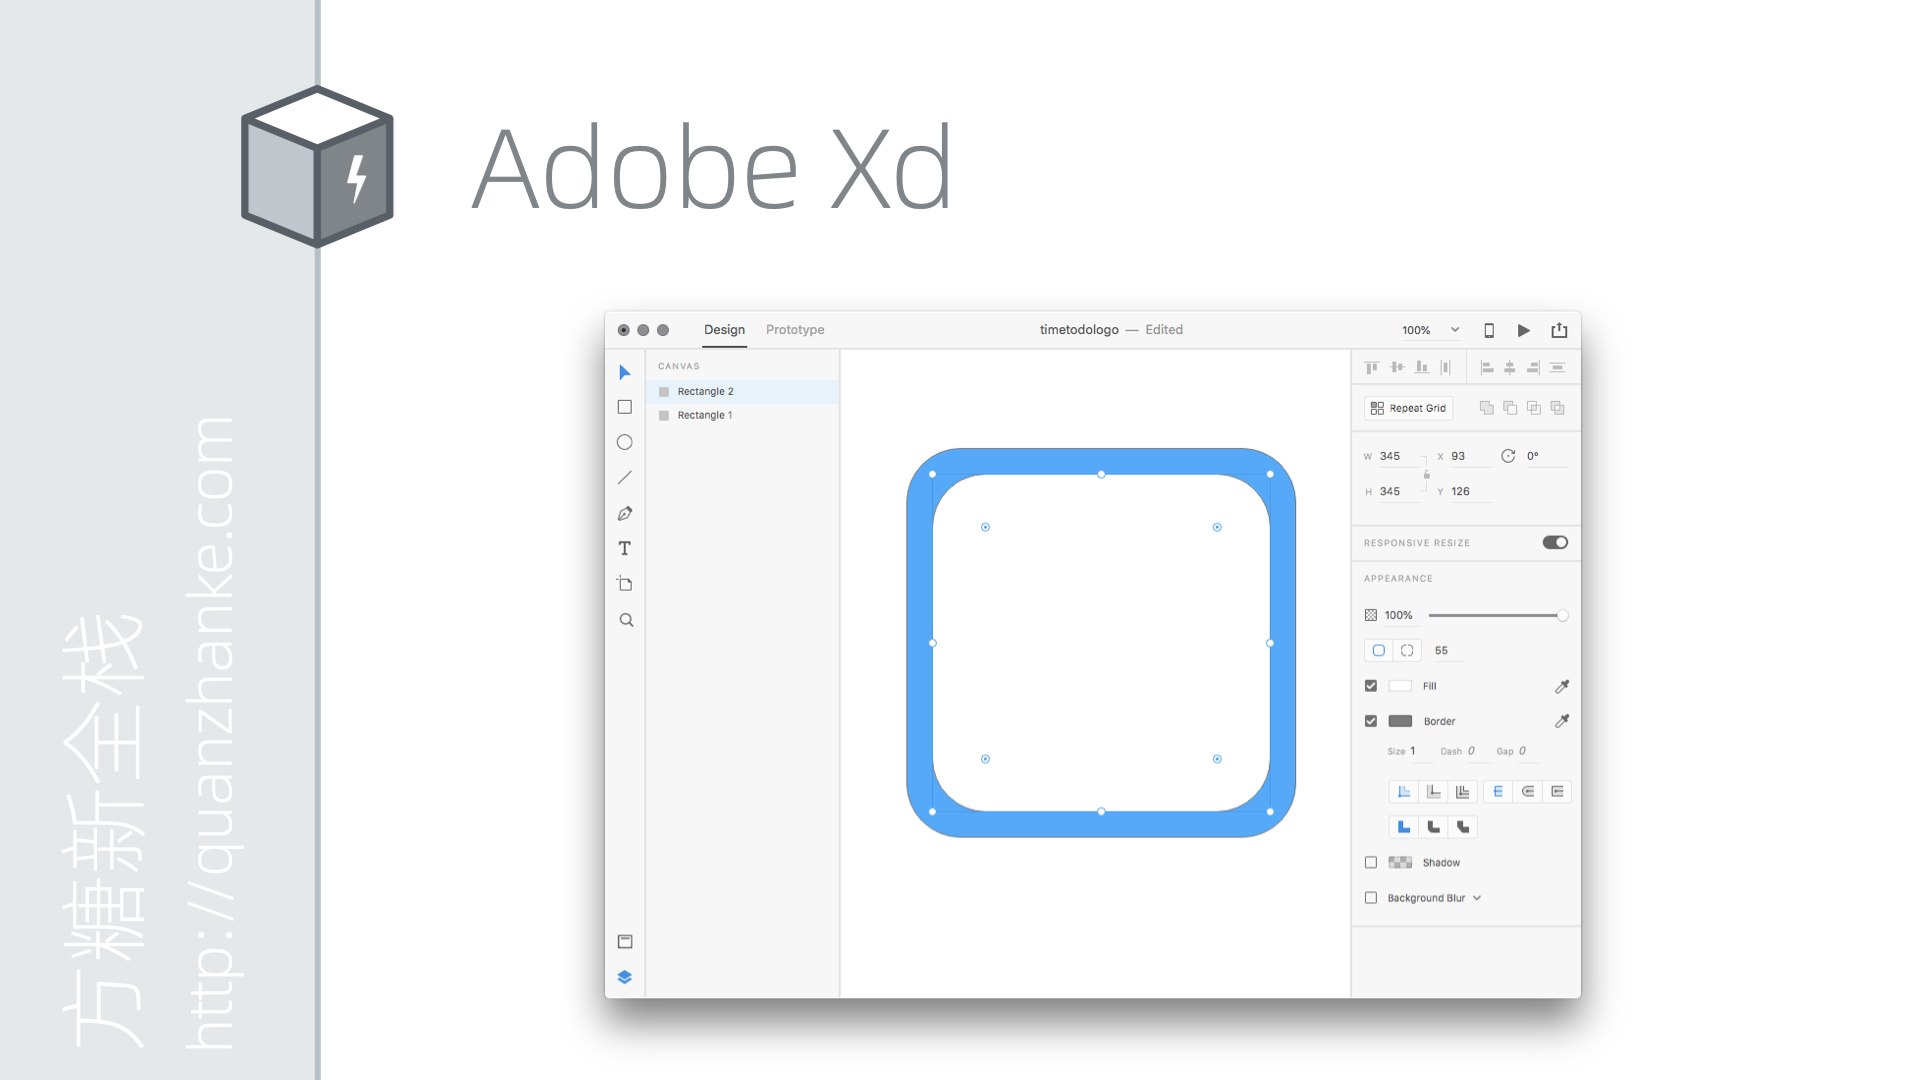 Adobe Xd
方糖新全栈
http://quanzhanke.com
Design Prototype
timetodologo — Edited
100%
CANVAS
Rectangle 2
Rectangle 1
Repeat Grid
W 345 X 93 0°
H 345 Y 126
RESPONSIVE RESIZE
APPEARANCE
100%
55
Fill
Border
Size 1 Dash 0 Gap 0
Shadow
Background Blur